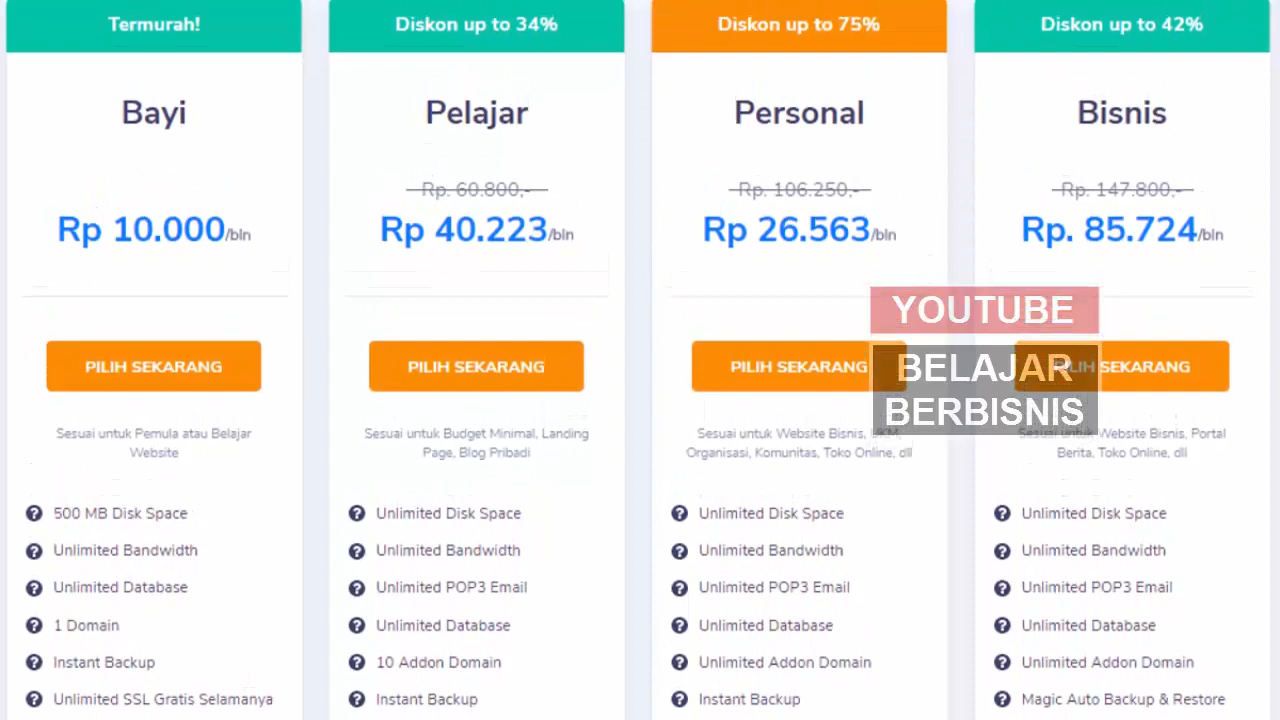 Termurah!
Bayi
Rp 10.000/bln
PILIH SEKARANG
Sesuai untuk Pemula atau Belajar
Website
500 MB Disk Space
Unlimited Bandwidth
Unlimited Database
1 Domain
Instant Backup
Unlimited SSL Gratis Selamanya
Diskon up to 34%
Pelajar
Rp. 60.800,-
Rp 40.223/bln
PILIH SEKARANG
Sesuai untuk Budget Minimal, Landing
Page, Blog Pribadi
Unlimited Disk Space
Unlimited Bandwidth
Unlimited POP3 Email
Unlimited Database
10 Addon Domain
Instant Backup
Diskon up to 75%
Personal
Rp. 106.250,-
Rp 26.563/bln
PILIH SEKARANG
Sesuai untuk Website Bisnis, UKM,
Organisasi, Komunitas, Toko Online, dll
Unlimited Disk Space
Unlimited Bandwidth
Unlimited POP3 Email
Unlimited Database
Unlimited Addon Domain
Instant Backup
Diskon up to 42%
Bisnis
Rp. 147.800,-
Rp. 85.724/bln
PILIH SEKARANG
Sesuai untuk Website Bisnis, Portal
Berita, Toko Online, dll
Unlimited Disk Space
Unlimited Bandwidth
Unlimited POP3 Email
Unlimited Database
Unlimited Addon Domain
Magic Auto Backup & Restore
YOUTUBE
BELAJAR
BERBISNIS